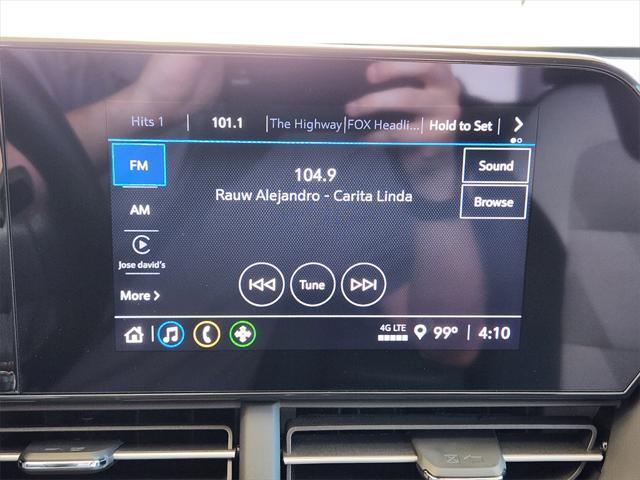 Hits 1 101.1 The Highway FOX Headli... Hold to Set
FM
104.9
Sound
Rauw Alejandro - Carita Linda
Browse
AM
Jose david's
Tune
More
4G LTE 99° 4:10